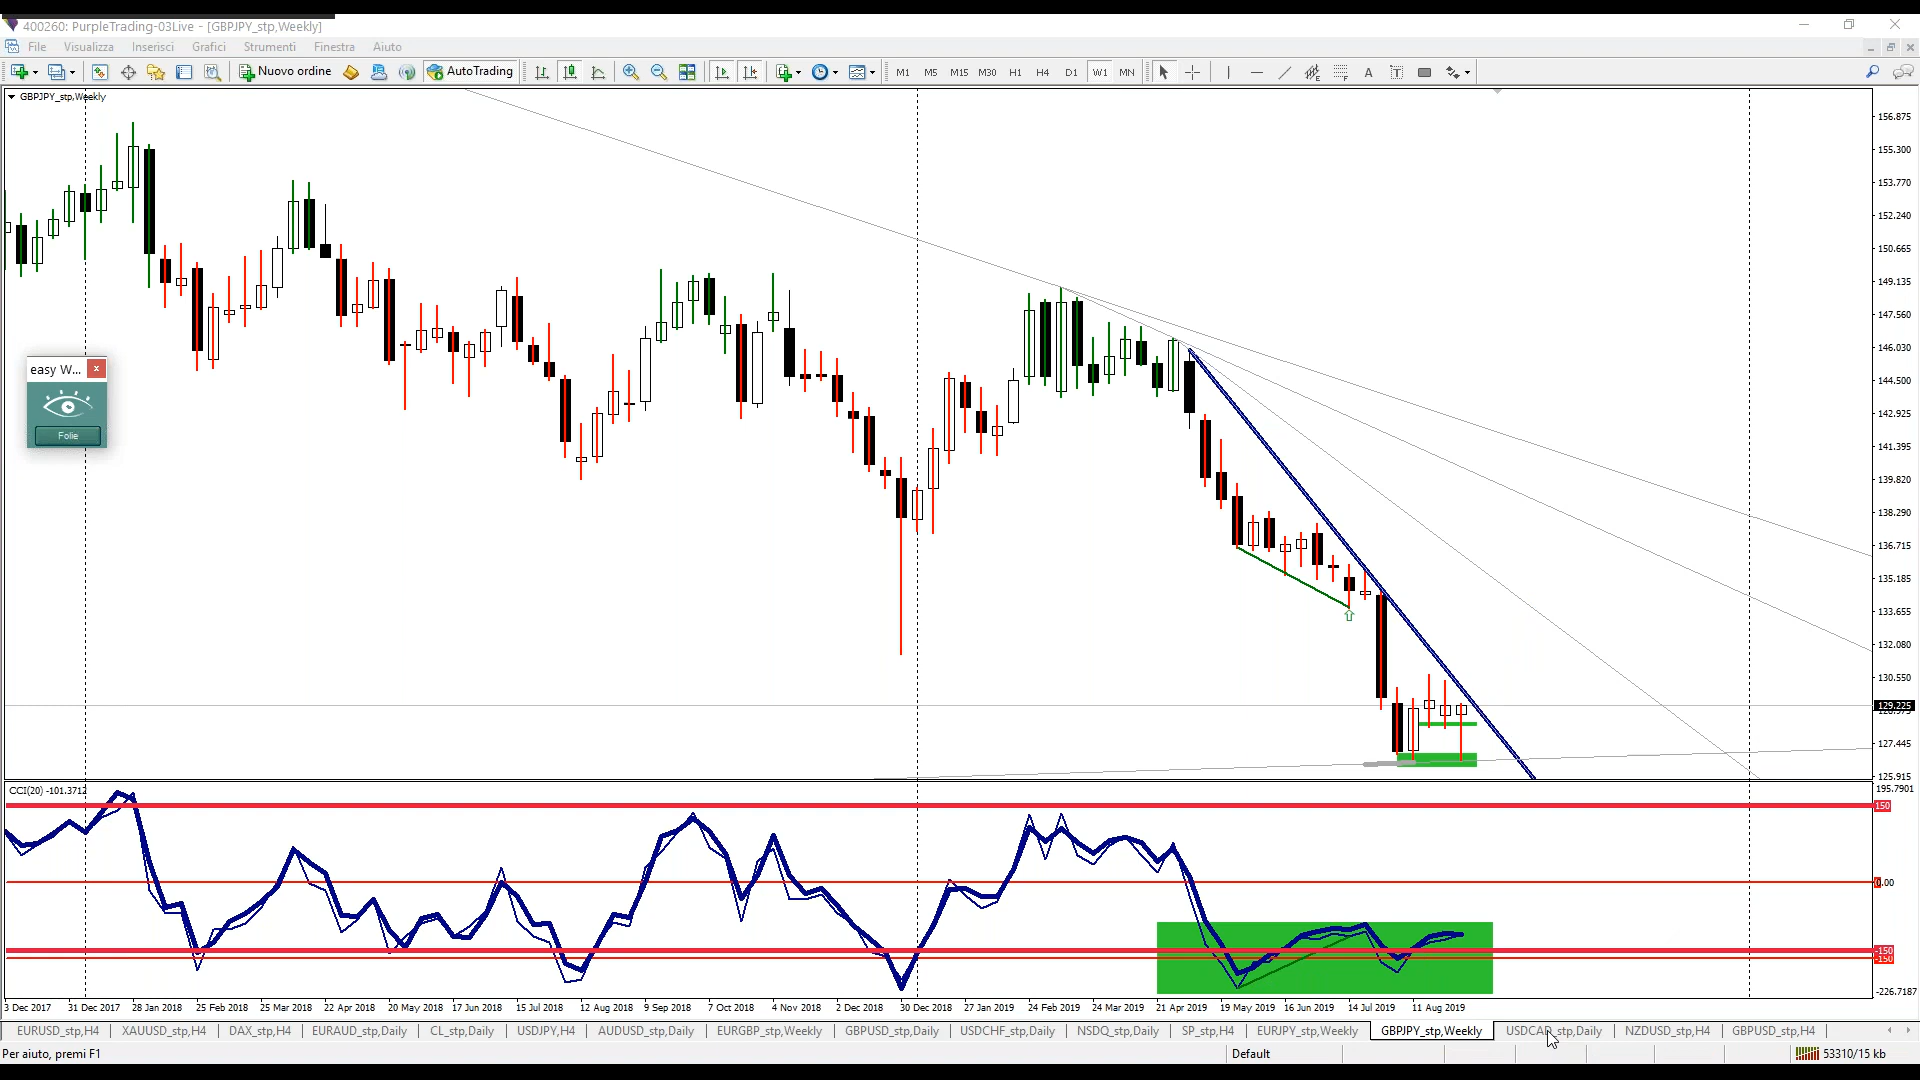 400260: PurpleTrading-03Live - [GBPJPY_stp,Weekly]
File Visualizza Inserisci Grafici Strumenti Finestra Aiuto
Nuovo ordine AutoTrading M1 M5 M15 M30 H1 H4 D1 W1 MN A T
GBPJPY_stp,Weekly
156.875
155.300
153.770
152.240
150.665
149.135
147.560
146.030
144.500
142.925
141.395
139.820
138.290
136.715
135.185
133.655
132.080
130.550
129.225
127.445
125.915
easy W... x
Folie
CCI(20) -101.3712
195.7901
150
0.00
-150
-150
-226.7187
3 Dec 2017 31 Dec 2017 28 Jan 2018 25 Feb 2018 25 Mar 2018 22 Apr 2018 20 May 2018 17 Jun 2018 15 Jul 2018 12 Aug 2018 9 Sep 2018 7 Oct 2018 4 Nov 2018 2 Dec 2018 30 Dec 2018 27 Jan 2019 24 Feb 2019 24 Mar 2019 21 Apr 2019 19 May 2019 16 Jun 2019 14 Jul 2019 11 Aug 2019
EURUSD_stp,H4 XAUUSD_stp,H4 DAX_stp,H4 EURAUD_stp,Daily CL_stp,Daily USDJPY,H4 AUDUSD_stp,Daily EURGBP_stp,Weekly GBPUSD_stp,Daily USDCHF_stp,Daily NSDQ_stp,Daily SP_stp,H4 EURJPY_stp,Weekly GBPJPY_stp,Weekly USDCAD_stp,Daily NZDUSD_stp,H4 GBPUSD_stp,H4
Per aiuto, premi F1 Default 53310/15 kb